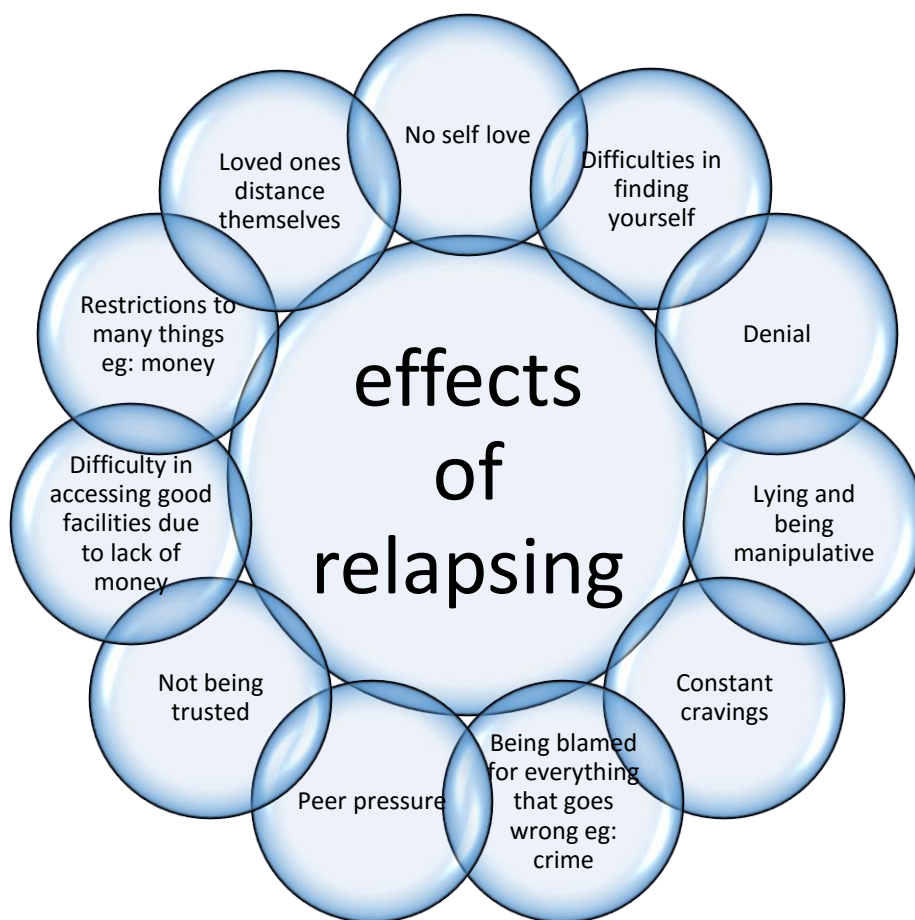 effects
of
relapsing
No self love
Difficulties in
finding
yourself
Denial
Lying and
being
manipulative
Constant
cravings
Being blamed
for everything
that goes
wrong eg:
crime
Peer pressure
Not being
trusted
Difficulty in
accessing good
facilities due
to lack of
money
Restrictions to
many things
eg: money
Loved ones
distance
themselves